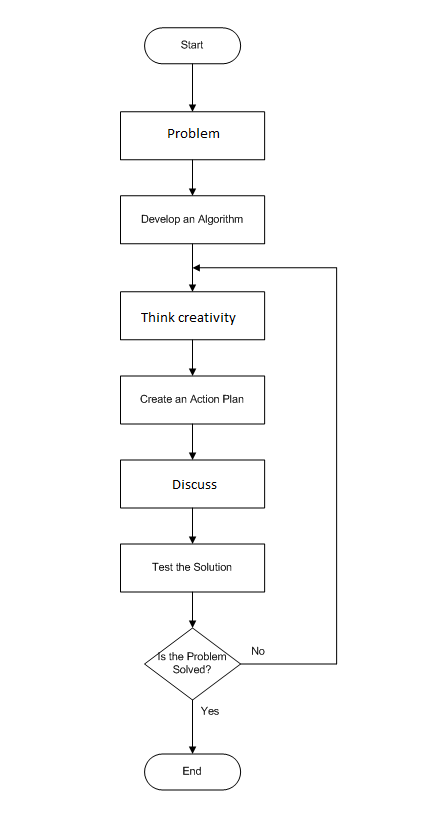 Start
Problem
Develop an Algorithm
Think creativity
Create an Action Plan
Discuss
Test the Solution
Is the Problem
Solved?
No
Yes
End